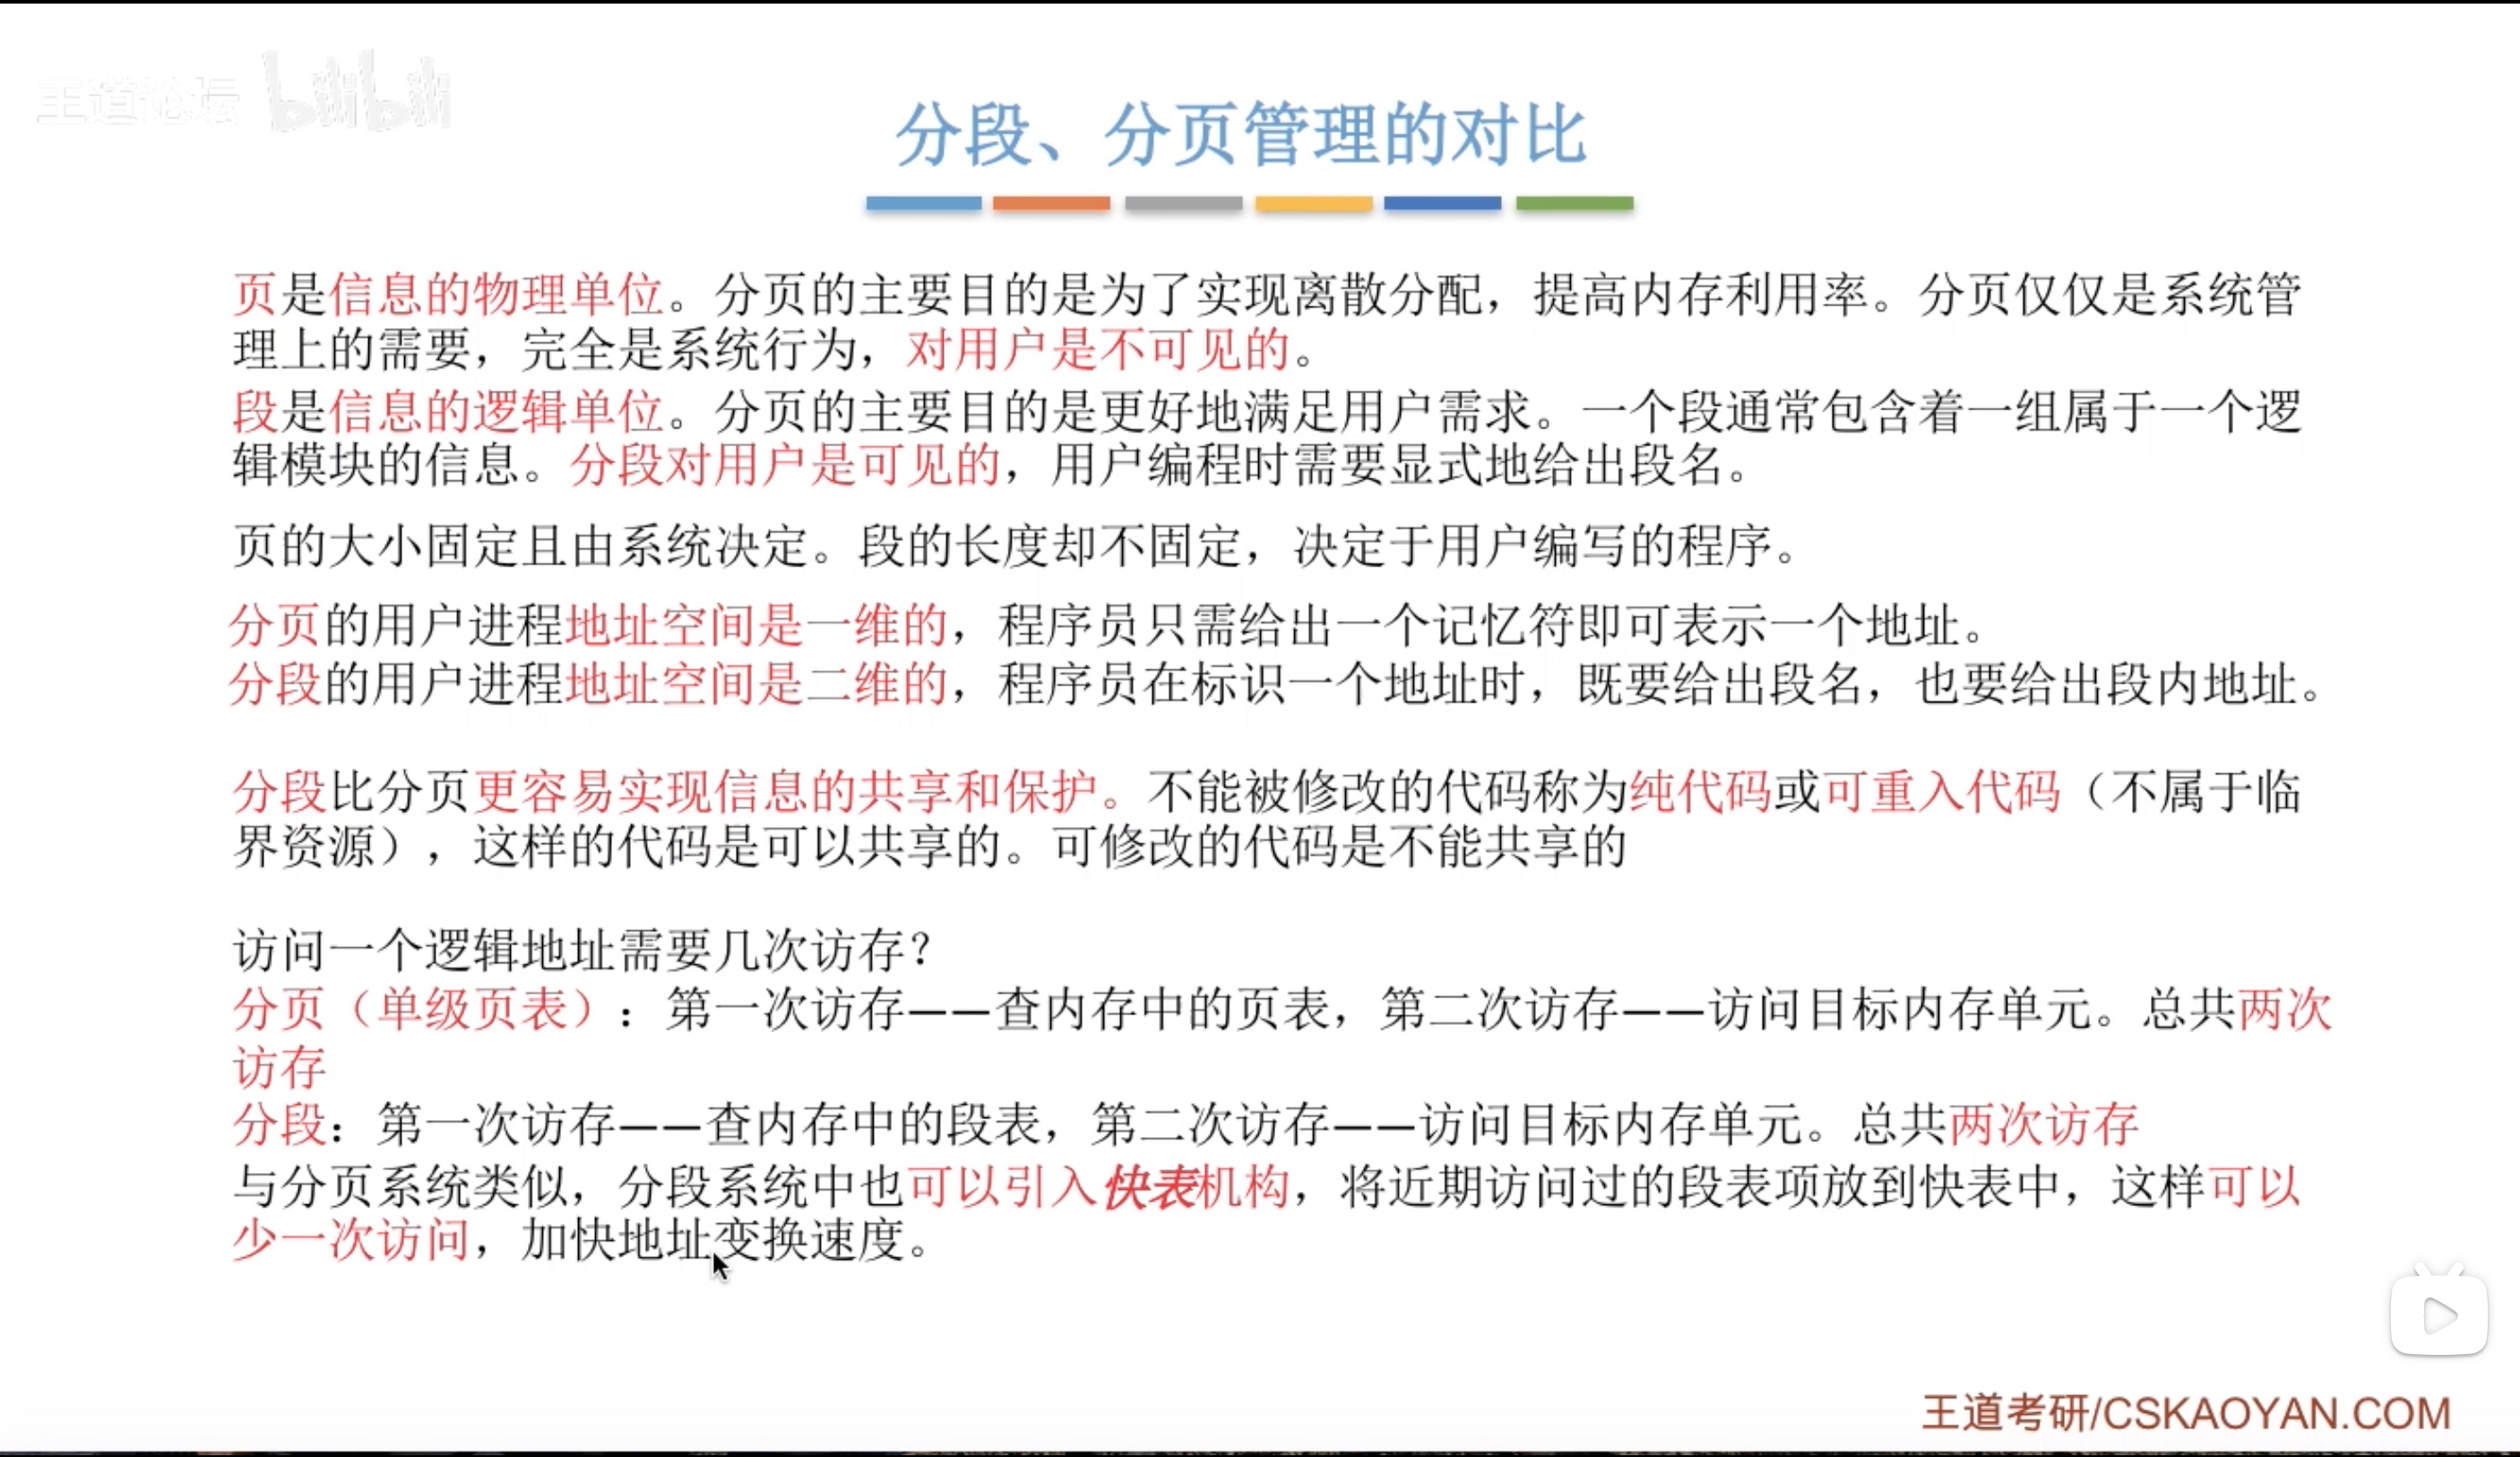 王道论坛 bilibili
分段、分页管理的对比
页是信息的物理单位。分页的主要目的是为了实现离散分配，提高内存利用率。分页仅仅是系统管
理上的需要，完全是系统行为，对用户是不可见的。
段是信息的逻辑单位。分页的主要目的是更好地满足用户需求。一个段通常包含着一组属于一个逻
辑模块的信息。分段对用户是可见的，用户编程时需要显式地给出段名。
页的大小固定且由系统决定。段的长度却不固定，决定于用户编写的程序。
分页的用户进程地址空间是一维的，程序员只需给出一个记忆符即可表示一个地址。
分段的用户进程地址空间是二维的，程序员在标识一个地址时，既要给出段名，也要给出段内地址。
分段比分页更容易实现信息的共享和保护。不能被修改的代码称为纯代码或可重入代码（不属于临
界资源），这样的代码是可以共享的。可修改的代码是不能共享的
访问一个逻辑地址需要几次访存？
分页（单级页表）：第一次访存——查内存中的页表，第二次访存——访问目标内存单元。总共两次
访存
分段：第一次访存——查内存中的段表，第二次访存——访问目标内存单元。总共两次访存
与分页系统类似，分段系统中也可以引入快表机构，将近期访问过的段表项放到快表中，这样可以
少一次访问，加快地址变换速度。
王道考研/CSKAOYAN.COM